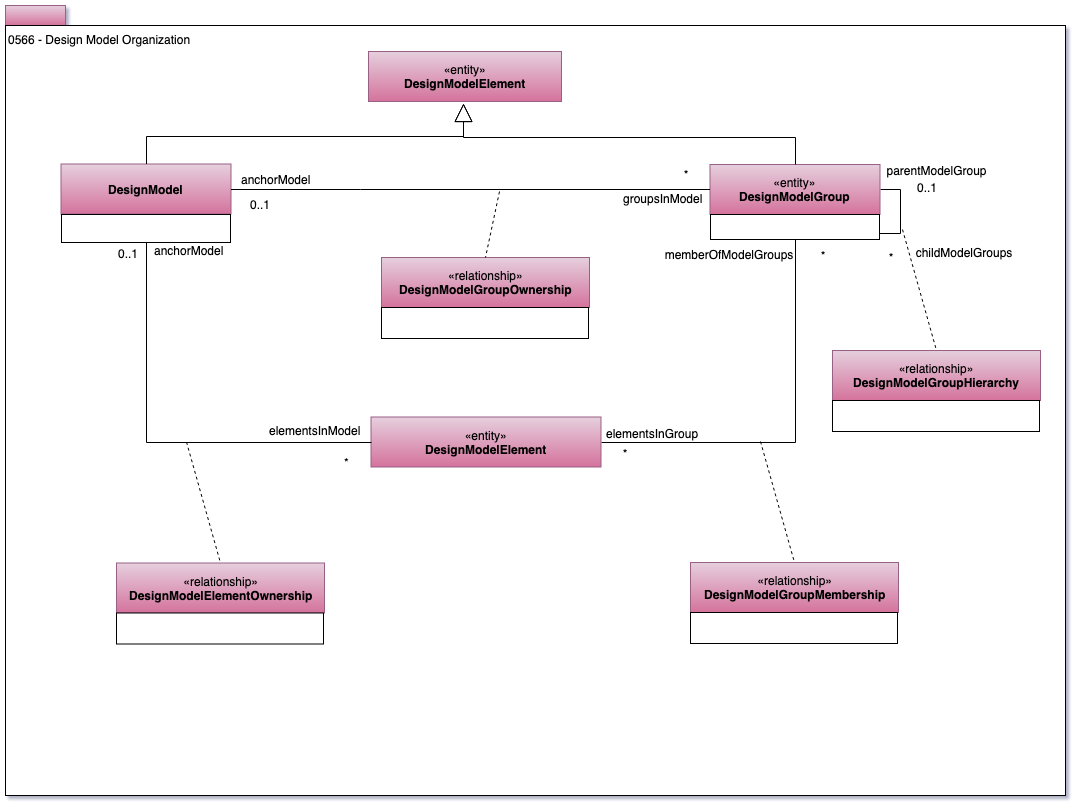 0566 - Design Model Organization
«entity»
DesignModelElement
DesignModel
anchorModel
0..1
*
groupsInModel
«entity»
DesignModelGroup
parentModelGroup
0..1
0..1
anchorModel
memberOfModelGroups
*
*
childModelGroups
«relationship»
DesignModelGroupOwnership
«relationship»
DesignModelGroupHierarchy
elementsInModel
*
«entity»
DesignModelElement
elementsInGroup
*
«relationship»
DesignModelElementOwnership
«relationship»
DesignModelGroupMembership